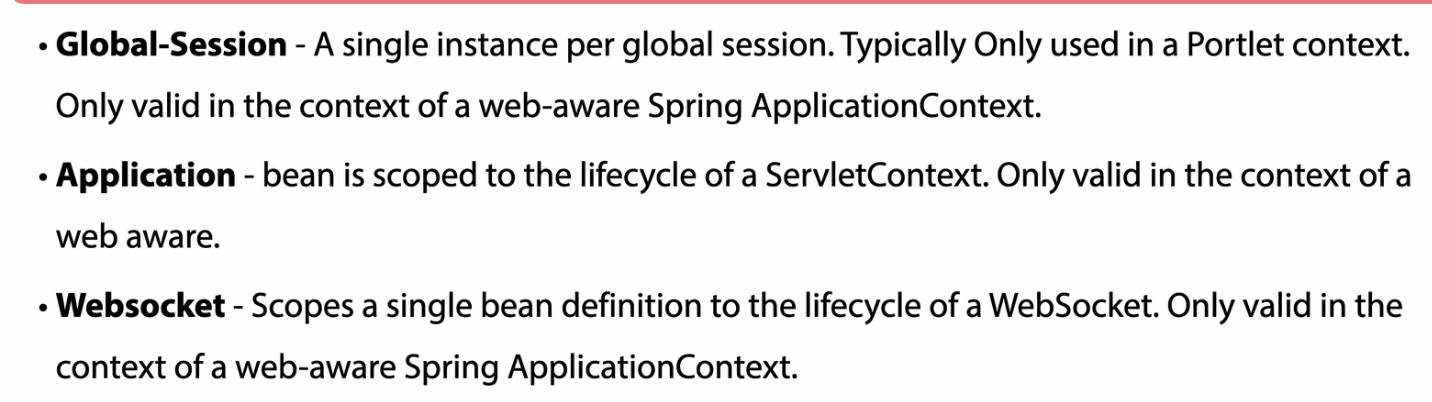 • Global-Session - A single instance per global session. Typically Only used in a Portlet context.
Only valid in the context of a web-aware Spring ApplicationContext.
• Application - bean is scoped to the lifecycle of a ServletContext. Only valid in the context of a
web aware.
• Websocket - Scopes a single bean definition to the lifecycle of a WebSocket. Only valid in the
context of a web-aware Spring ApplicationContext.